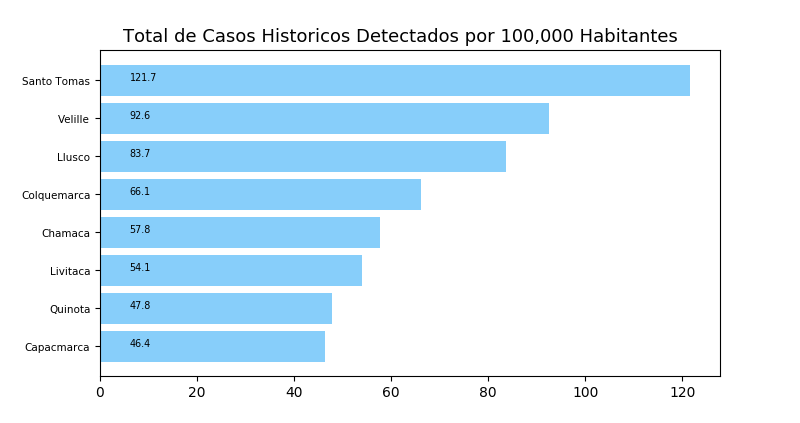 Total de Casos Historicos Detectados por 100,000 Habitantes
Santo Tomas 121.7
Velille 92.6
Llusco 83.7
Colquemarca 66.1
Chamaca 57.8
Livitaca 54.1
Quinota 47.8
Capacmarca 46.4
0 20 40 60 80 100 120